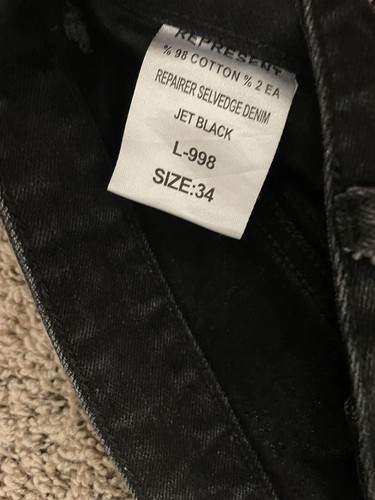 REPRESENT
% 98 COTTON % 2 EA
REPAIRER SELVEDGE DENIM
JET BLACK
L-998
SIZE:34